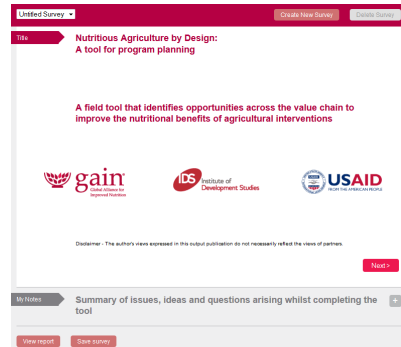 Untitled Survey
Create New Survey
Delete Survey
Title
Nutritious Agriculture by Design:
A tool for program planning
A field tool that identifies opportunities across the value chain to
improve the nutritional benefits of agricultural interventions
gain
Global Alliance for
Improved Nutrition
IDS
Institute of
Development Studies
USAID
FROM THE AMERICAN PEOPLE
Disclaimer - The author's views expressed in this output publication do not necessarily reflect the views of partners.
Next >
My Notes
Summary of issues, ideas and questions arising whilst completing the
tool
+
View report
Save survey